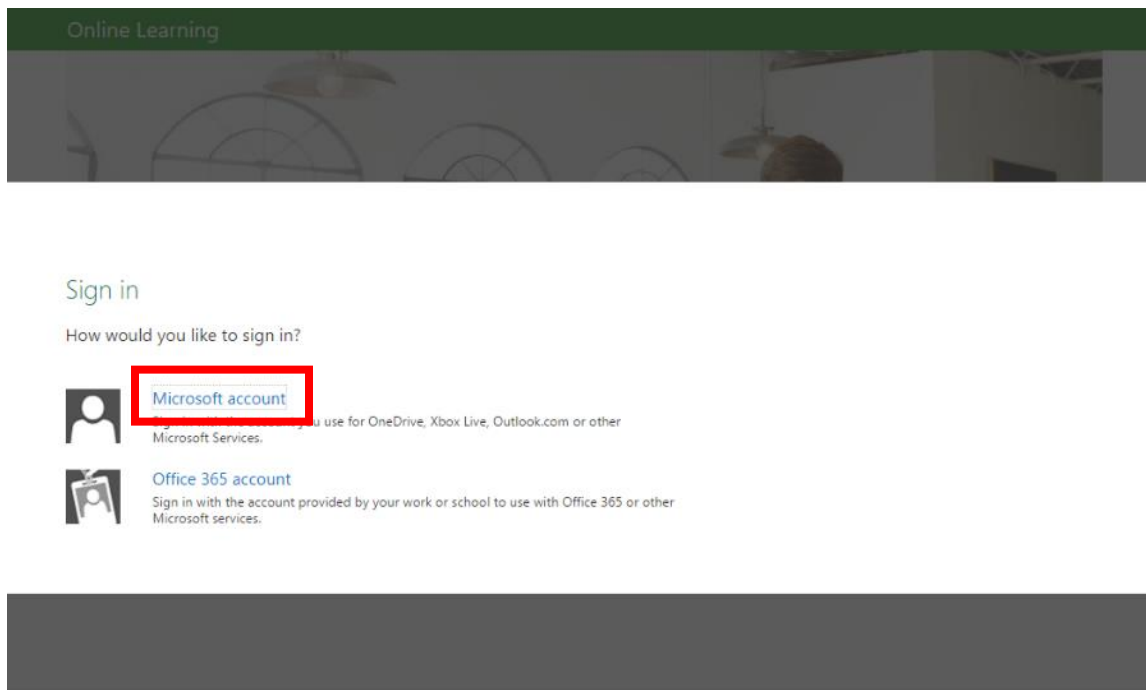 Online Learning
Sign in
How would you like to sign in?
Microsoft account
use for OneDrive, Xbox Live, Outlook.com or other
Microsoft Services.
Office 365 account
Sign in with the account provided by your work or school to use with Office 365 or other
Microsoft services.